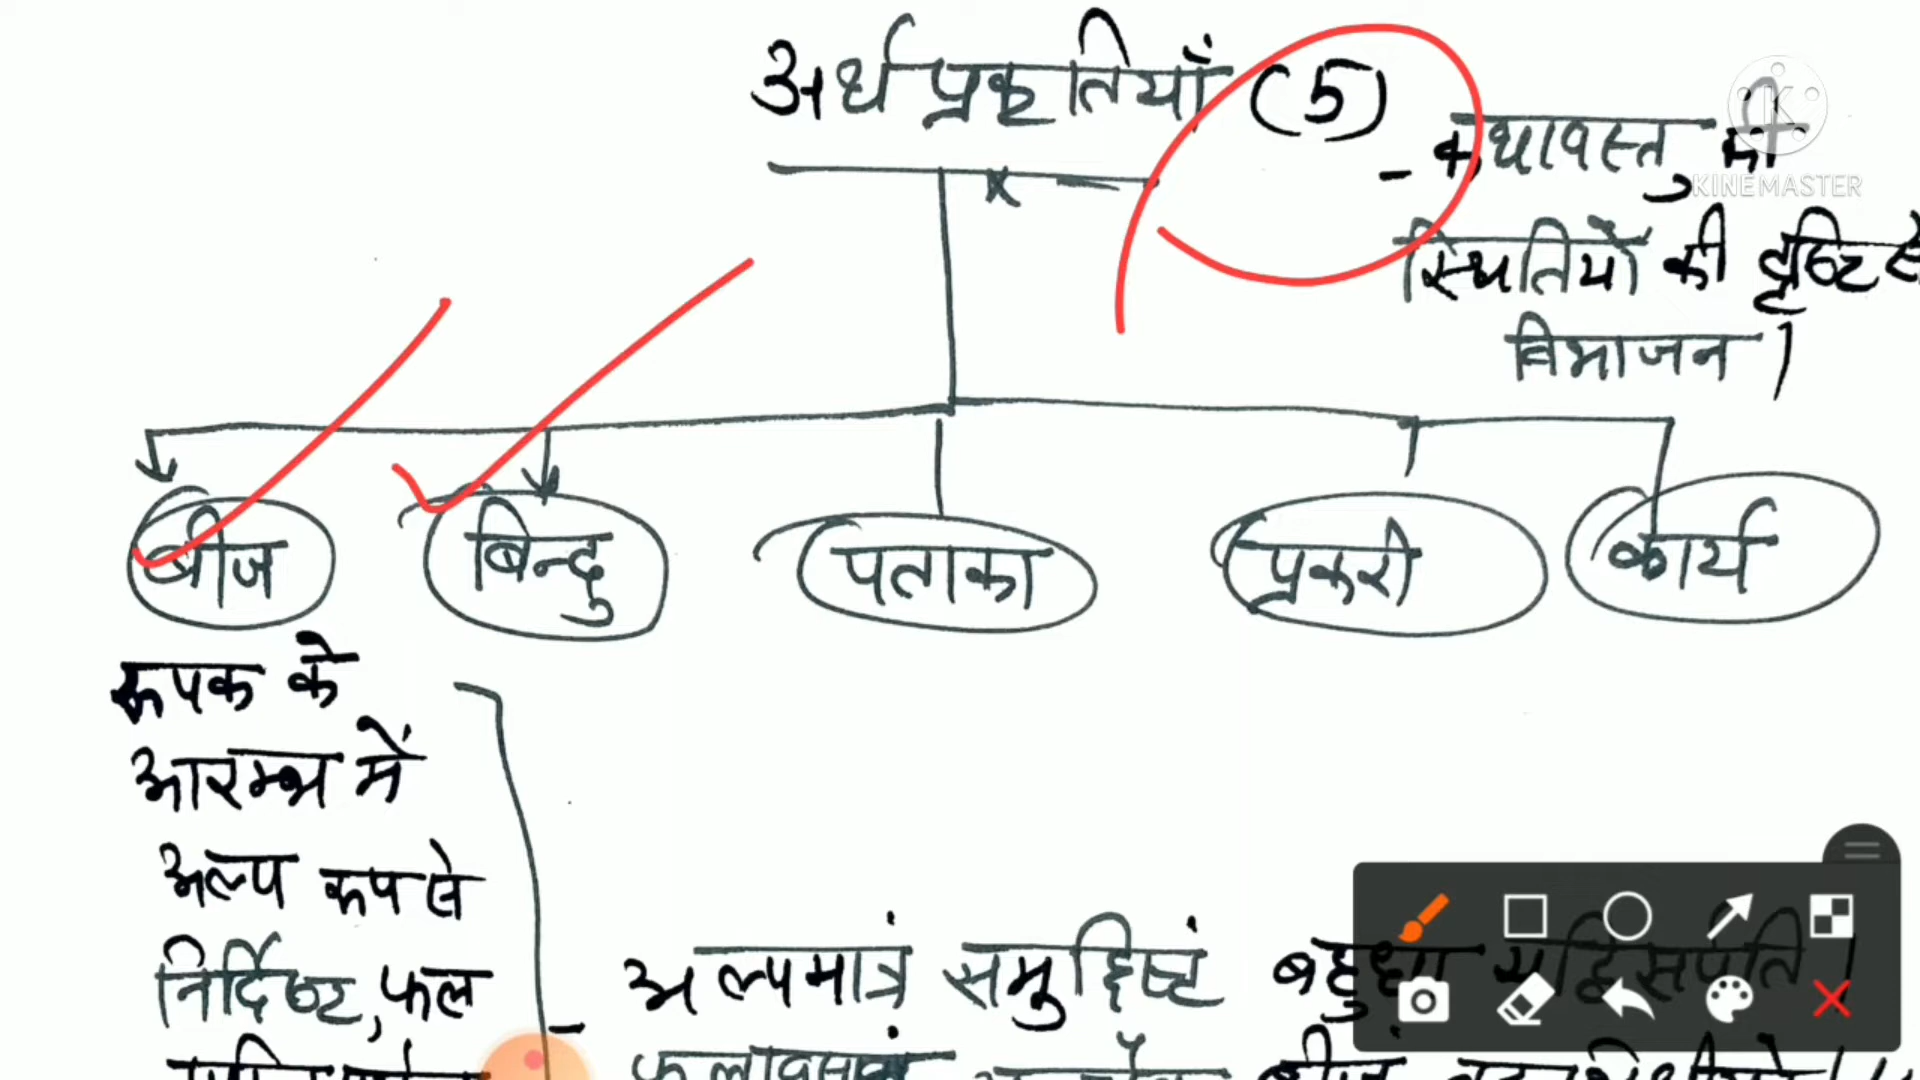 अर्थ प्रकृतियाँ (5)
- कथावस्तु की
स्थितियों की दृष्टि से
विभाजन।
KINEMASTER
बीज बिन्दु पताका प्रकरी कार्य
रूपक के
आरम्भ में
अल्प रूप से
निर्दिष्ट, फल
- अल्पमात्रं समुद्दिष्टं बहुधा यद्विसर्पति।